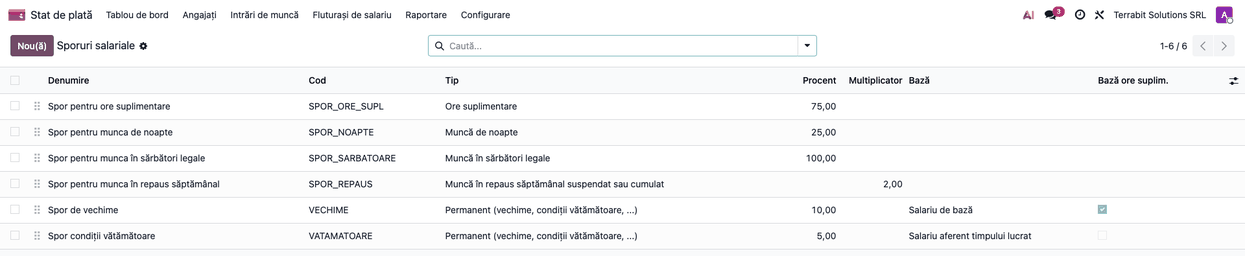 Stat de plată Tablou de bord Angajați Intrări de muncă Fluturași de salariu Raportare Configurare AI 3 Terrabit Solutions SRL A
Nou(ă) Sporuri salariale Caută... 1-6 / 6
Denumire Cod Tip Procent Multiplicator Bază Bază ore suplim.
Spor pentru ore suplimentare SPOR_ORE_SUPL Ore suplimentare 75,00
Spor pentru munca de noapte SPOR_NOAPTE Muncă de noapte 25,00
Spor pentru munca în sărbători legale SPOR_SARBATOARE Muncă în sărbători legale 100,00
Spor pentru munca în repaus săptămânal SPOR_REPAUS Muncă în repaus săptămânal suspendat sau cumulat 2,00
Spor de vechime VECHIME Permanent (vechime, condiții vătămătoare, ...) 10,00 Salariu de bază
Spor condiții vătămătoare VATAMATOARE Permanent (vechime, condiții vătămătoare, ...) 5,00 Salariu aferent timpului lucrat